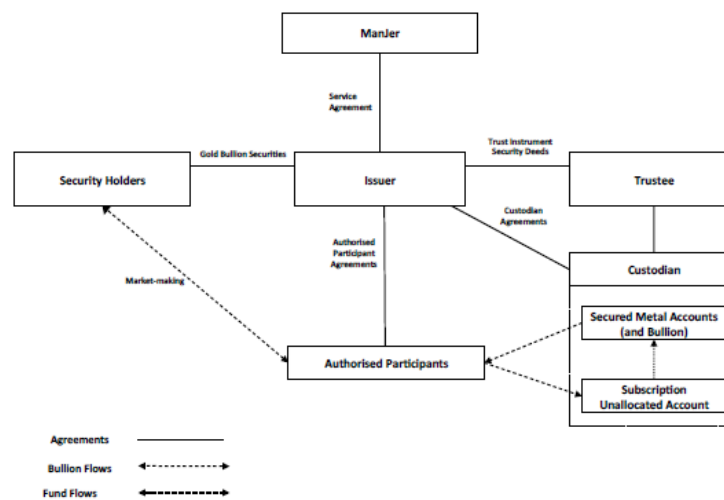 ManJer
Service
Agreement
Gold Bullion Securities
Trust Instrument
Security Deeds
Security Holders
Issuer
Trustee
Custodian
Agreements
Authorised
Participant
Agreements
Custodian
Market-making
Secured Metal Accounts
(and Bullion)
Authorised Participants
Subscription
Unallocated Account
Agreements
Bullion Flows
Fund Flows